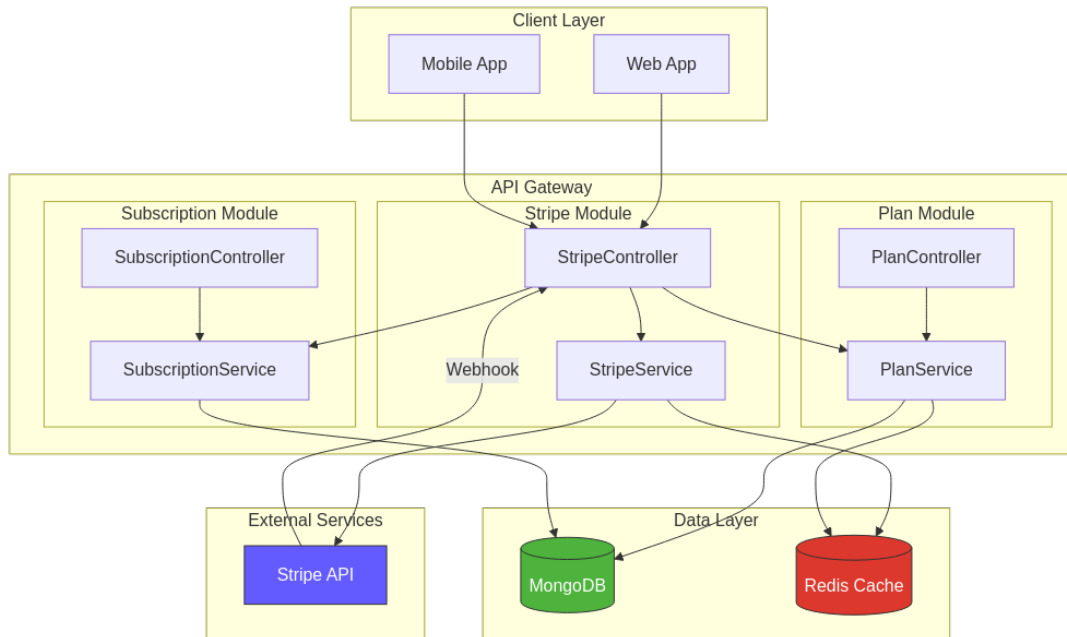 Client Layer
Mobile App
Web App
API Gateway
Subscription Module
Stripe Module
Plan Module
SubscriptionController
StripeController
PlanController
SubscriptionService
Webhook
StripeService
PlanService
External Services
Data Layer
Stripe API
MongoDB
Redis Cache